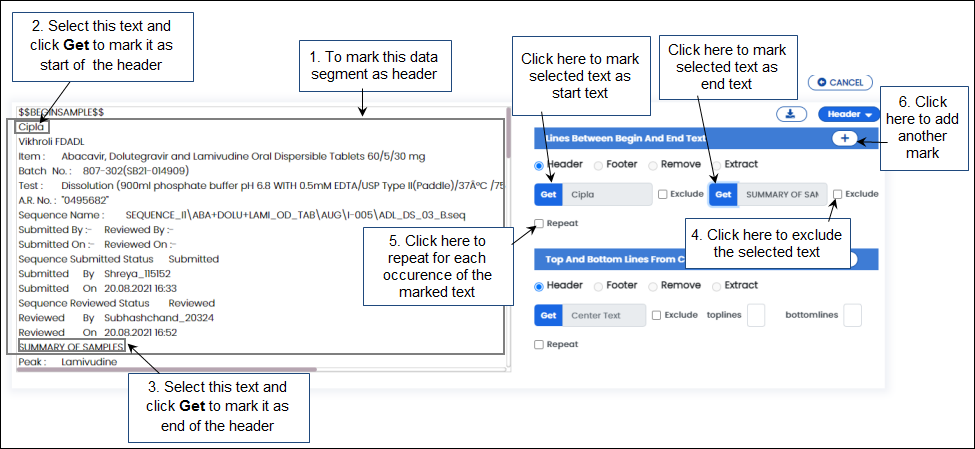 2. Select this text and
click Get to mark it as
start of the header
1. To mark this data
segment as header
Click here to mark
selected text as
start text
Click here to mark
selected text as
end text
CANCEL
6. Click
here to add
another
mark
Header
$$BEGINSAMPLE$$
Cipla
Vikhroli FDADL
Item : Abacavir, Dolutegravir and Lamivudine Oral Dispersible Tablets 60/5/30 mg
Batch No. : 807-302(SB21-014909)
Test : Dissolution (900ml phosphate buffer pH 6.8 WITH 0.5mM EDTA/USP Type II(Paddle)/37ÂºC /75
A.R. No. : "0495682"
Sequence Name : SEQUENCE_II\ABA+DOLU+LAMI_OD_TAB\AUG\I-005\ADL_DS_03_B.seq
Submitted By :- Reviewed By :-
Submitted On :- Reviewed On :-
Sequence Submitted Status Submitted
Submitted By Shreya_115152
Submitted On 20.08.2021 16:33
Sequence Reviewed Status Reviewed
Reviewed By Subhashchand_20324
Reviewed On 20.08.2021 16:52
SUMMARY OF SAMPLES
Peak : Lamivudine
Lines Between Begin And End Text
+
Header Footer Remove Extract
Get Cipla Exclude Get SUMMARY OF SAM Exclude
Repeat
5. Click here to
repeat for each
occurence of the
marked text
4. Click here to exclude
the selected text
Top And Bottom Lines From C
Header Footer Remove Extract
Get Center Text Exclude toplines bottomlines
Repeat
3. Select this text and
click Get to mark it as
end of the header